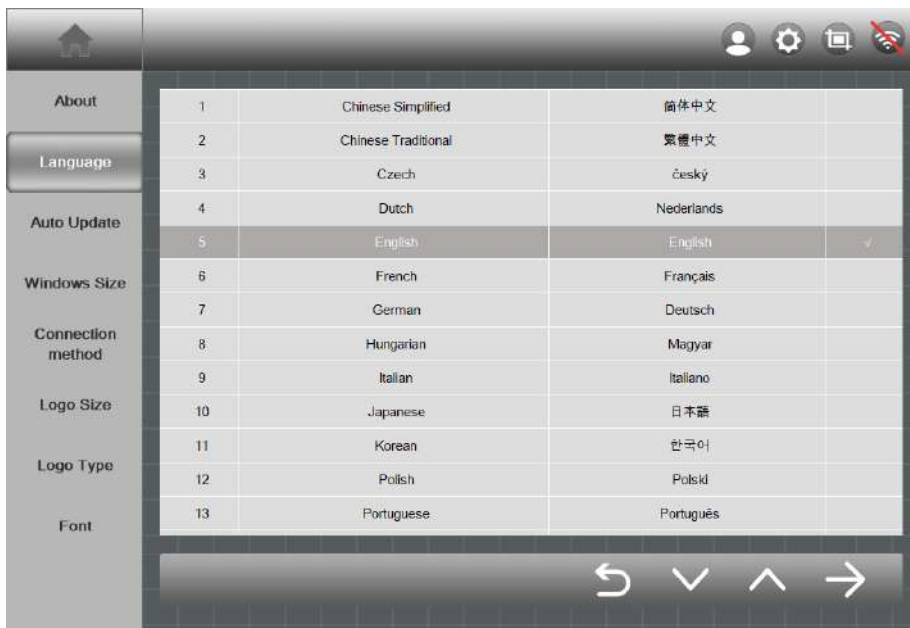 About
Language
Auto Update
Windows Size
Connection
method
Logo Size
Logo Type
Font
1 Chinese Simplified 简体中文
2 Chinese Traditional 繁體中文
3 Czech český
4 Dutch Nederlands
5 English English √
6 French Français
7 German Deutsch
8 Hungarian Magyar
9 Italian Italiano
10 Japanese 日本語
11 Korean 한국어
12 Polish Polski
13 Portuguese Português